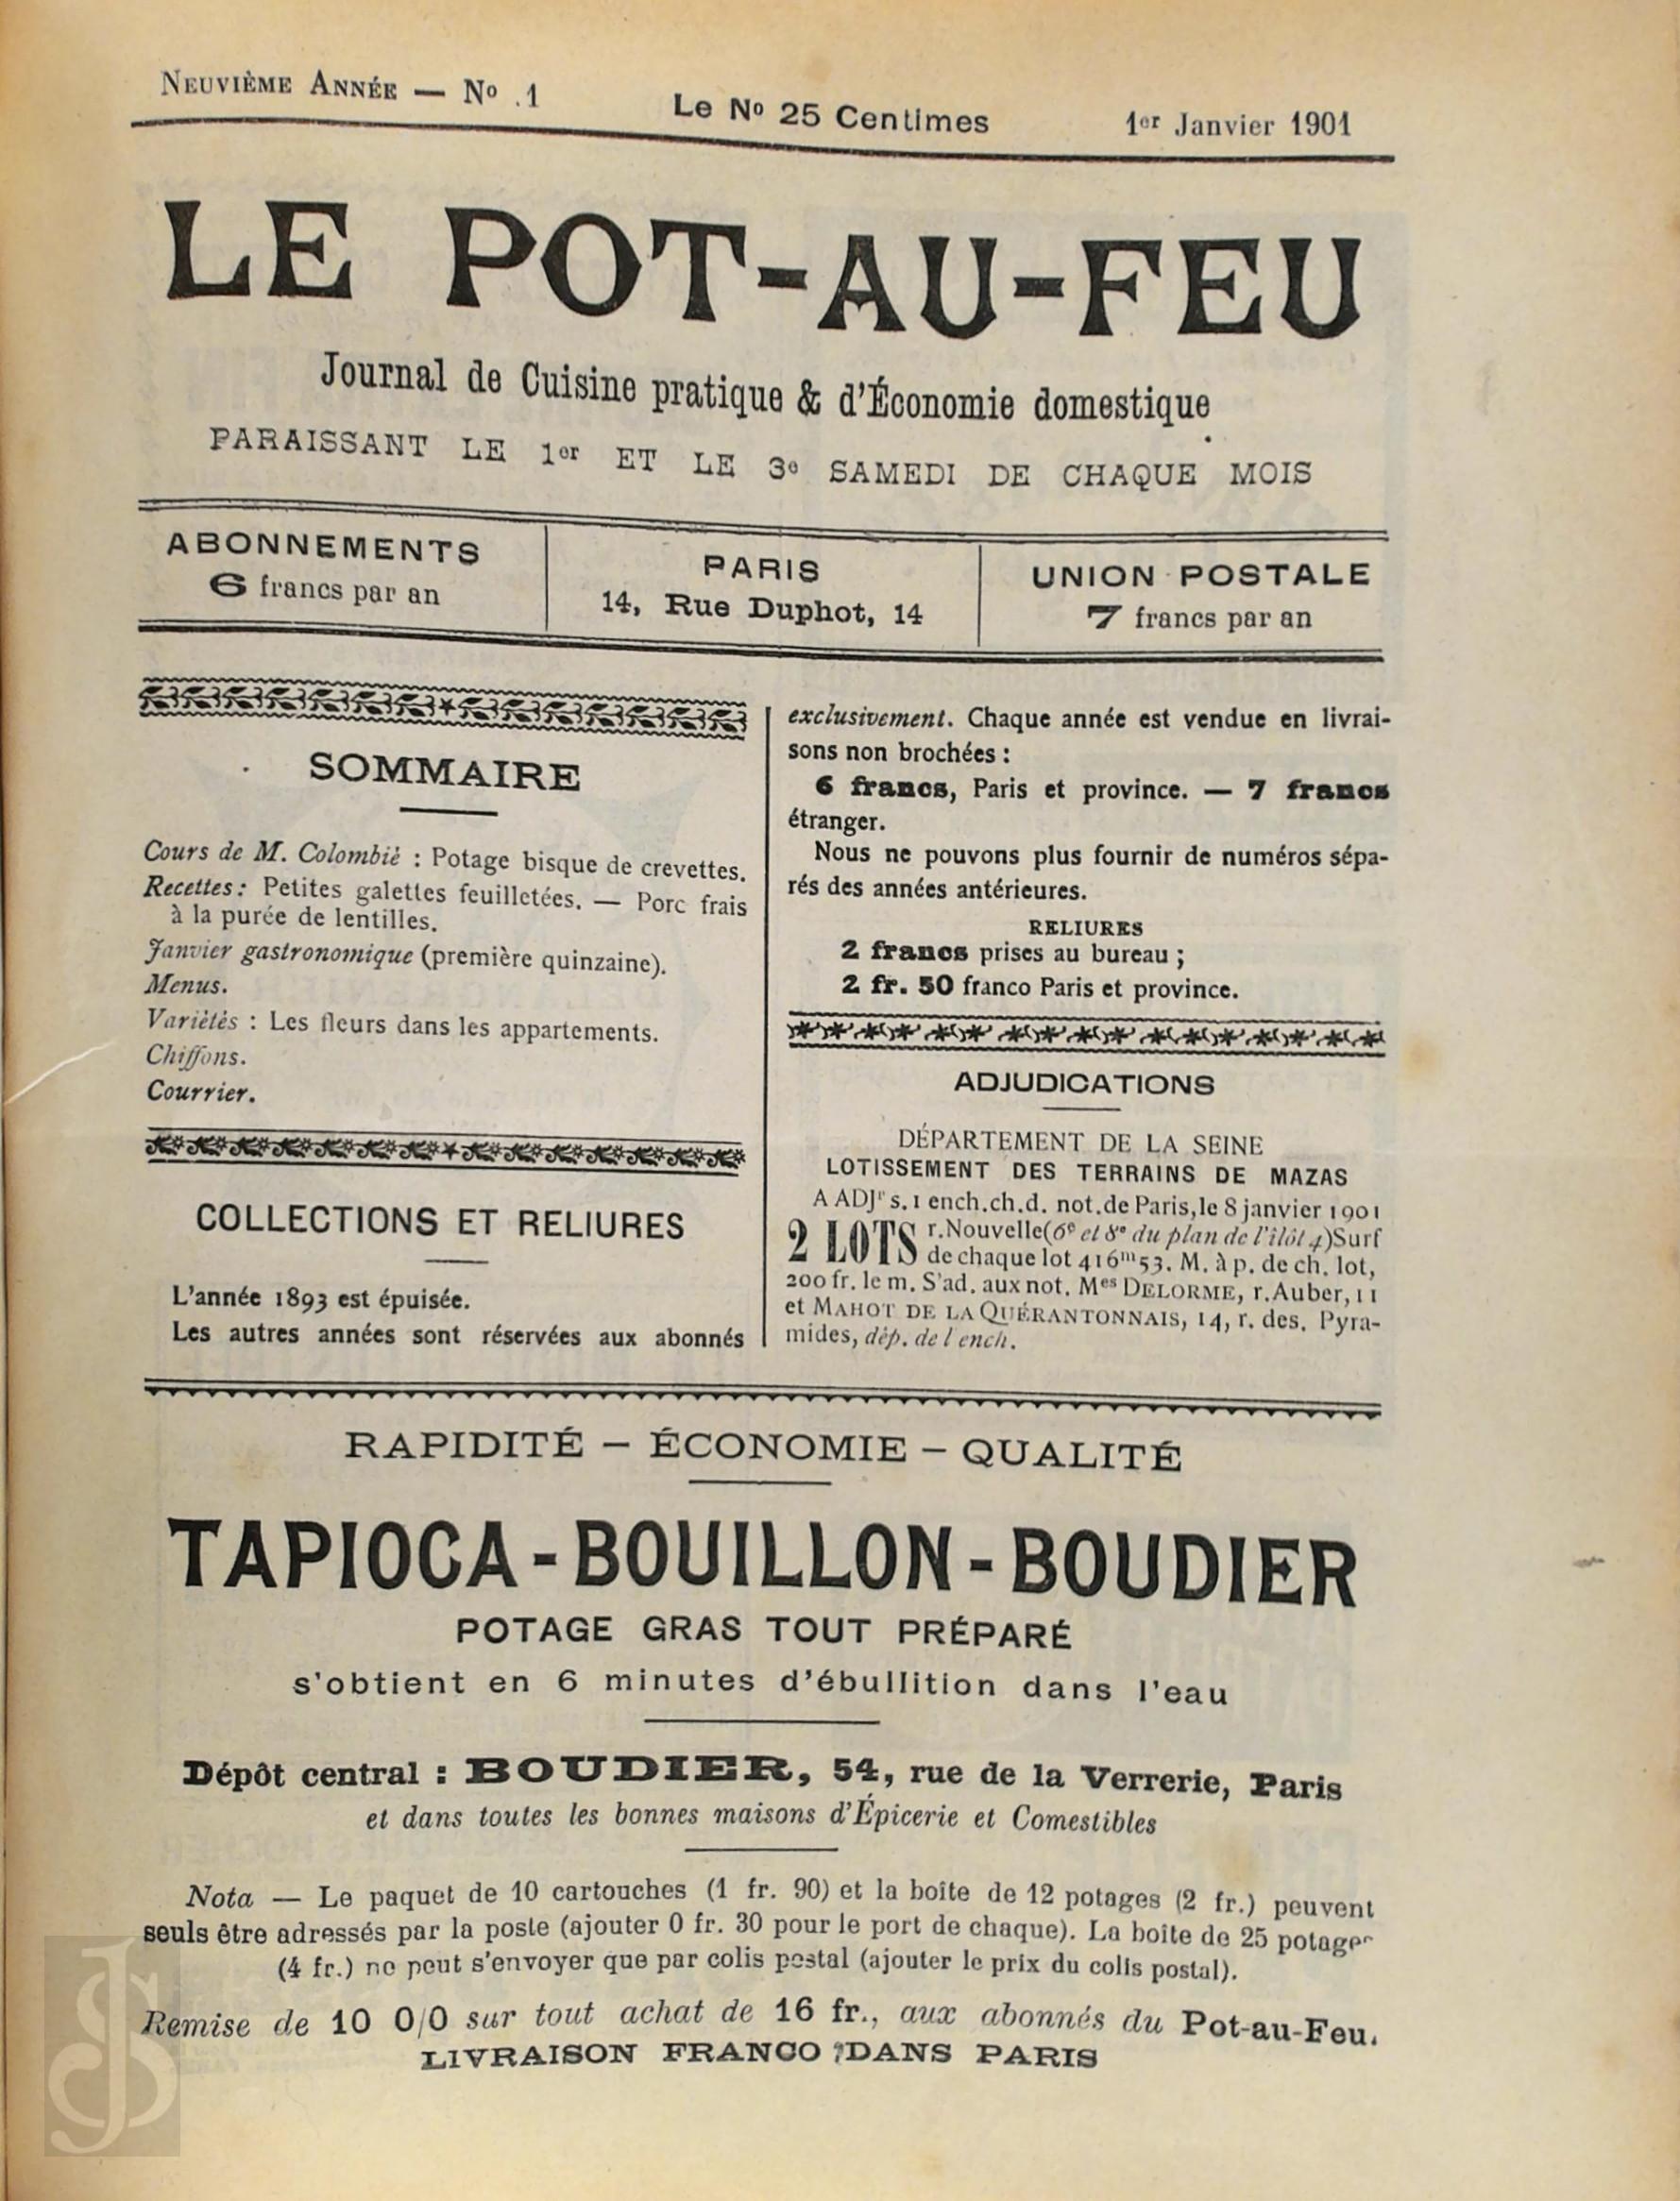 NEUVIÈME ANNÉE — Nº 1
Le Nº 25 Centimes
1er Janvier 1901
LE POT-AU-FEU
Journal de Cuisine pratique & d'Économie domestique
PARAISSANT LE 1er ET LE 3e SAMEDI DE CHAQUE MOIS
ABONNEMENTS
6 francs par an
PARIS
14, Rue Duphot, 14
UNION POSTALE
7 francs par an
SOMMAIRE
Cours de M. Colombié : Potage bisque de crevettes.
Recettes : Petites galettes feuilletées. — Porc frais
à la purée de lentilles.
Janvier gastronomique (première quinzaine).
Menus.
Variétés : Les fleurs dans les appartements.
Chiffons.
Courrier.
COLLECTIONS ET RELIURES
L'année 1893 est épuisée.
Les autres années sont réservées aux abonnés
exclusivement. Chaque année est vendue en livrai-
sons non brochées :
6 francs, Paris et province. — 7 francs
étranger.
Nous ne pouvons plus fournir de numéros sépa-
rés des années antérieures.
RELIURES
2 francs prises au bureau ;
2 fr. 50 franco Paris et province.
ADJUDICATIONS
DÉPARTEMENT DE LA SEINE
LOTISSEMENT DES TERRAINS DE MAZAS
A ADJr s. 1 ench. ch. d. not. de Paris, le 8 janvier 1901
2 LOTS r. Nouvelle (6e et 8e du plan de l'îlôt 4) Surf
de chaque lot 416m53. M. à p. de ch. lot,
200 fr. le m. S'ad. aux not. Mes DELORME, r. Auber, 11
et MAHOT DE LA QUÉRANTONNAIS, 14, r. des. Pyra-
mides, dép. de l ench.
RAPIDITÉ — ÉCONOMIE — QUALITÉ
TAPIOCA - BOUILLON - BOUDIER
POTAGE GRAS TOUT PRÉPARÉ
s'obtient en 6 minutes d'ébullition dans l'eau
Dépôt central : BOUDIER, 54, rue de la Verrerie, Paris
et dans toutes les bonnes maisons d'Épicerie et Comestibles
Nota — Le paquet de 10 cartouches (1 fr. 90) et la boîte de 12 potages (2 fr.) peuvent
seuls être adressés par la poste (ajouter 0 fr. 30 pour le port de chaque). La boîte de 25 potages
(4 fr.) ne peut s'envoyer que par colis postal (ajouter le prix du colis postal).
Remise de 10 0/0 sur tout achat de 16 fr., aux abonnés du Pot-au-Feu.
LIVRAISON FRANCO DANS PARIS